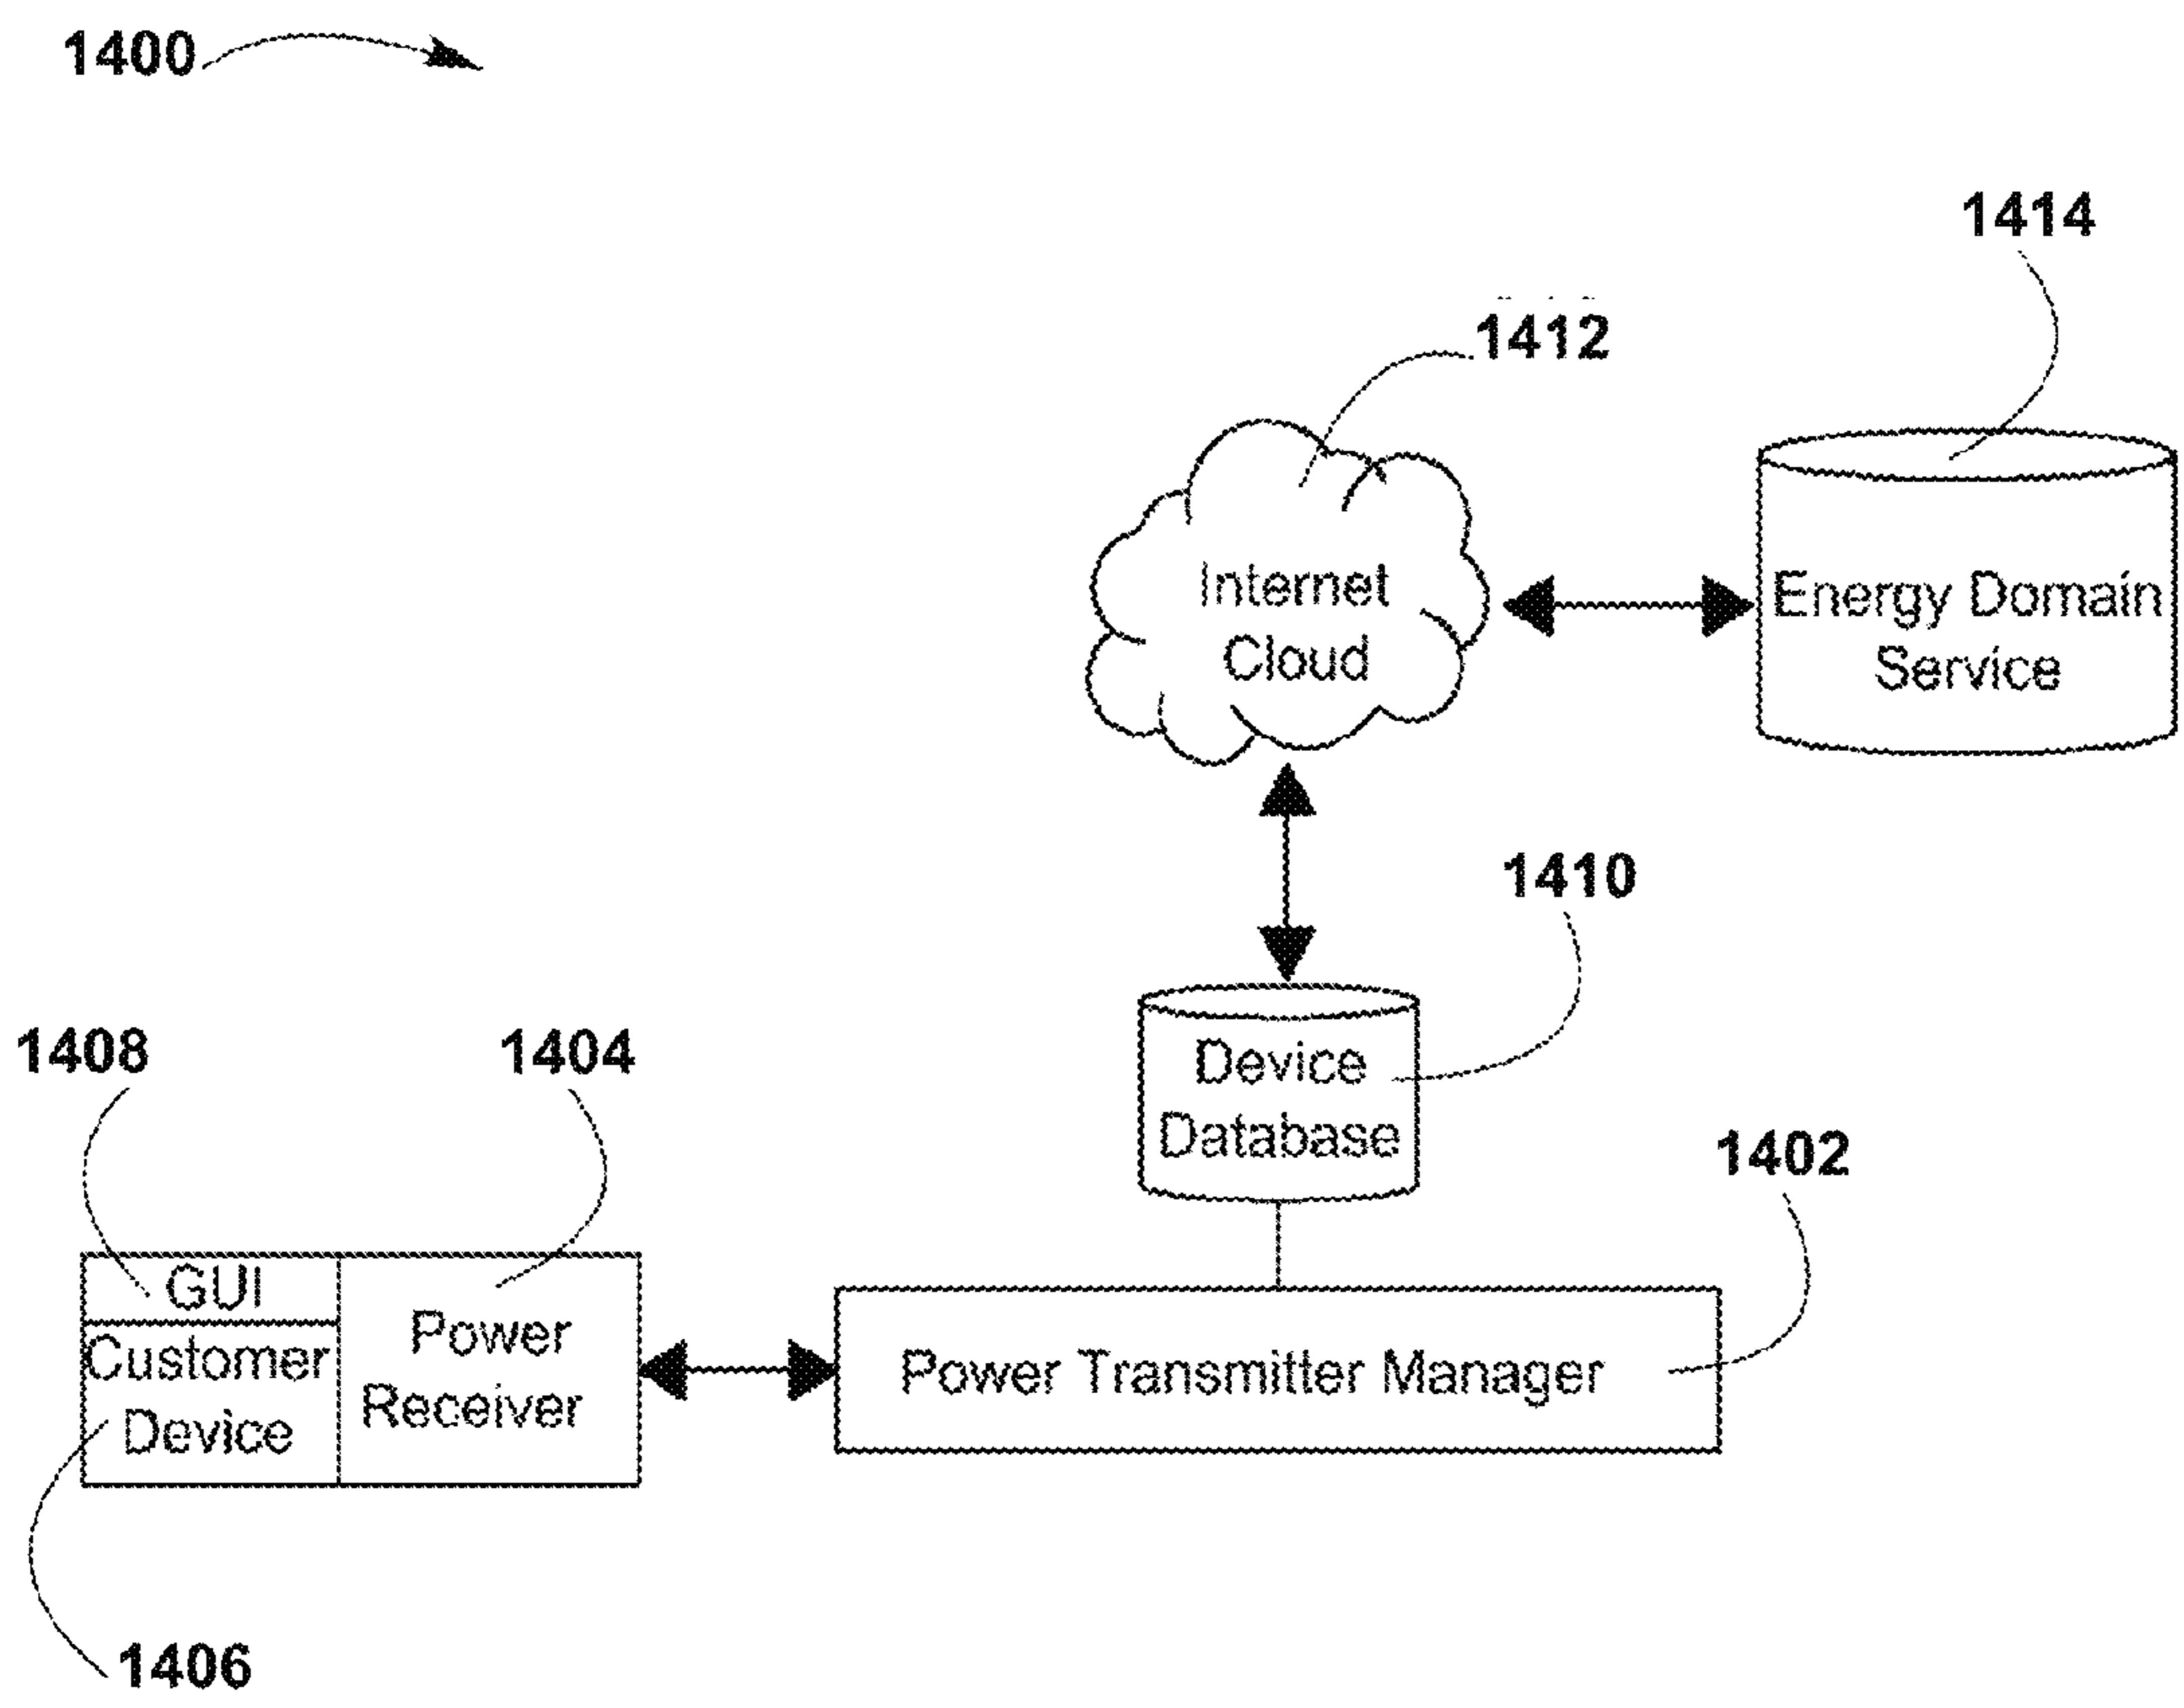 1400
1414
1412
Internet
Cloud
Energy Domain
Service
1410
Device
Database
1408
1404
1402
GUI
Customer
Device
Power
Receiver
Power Transmitter Manager
1406